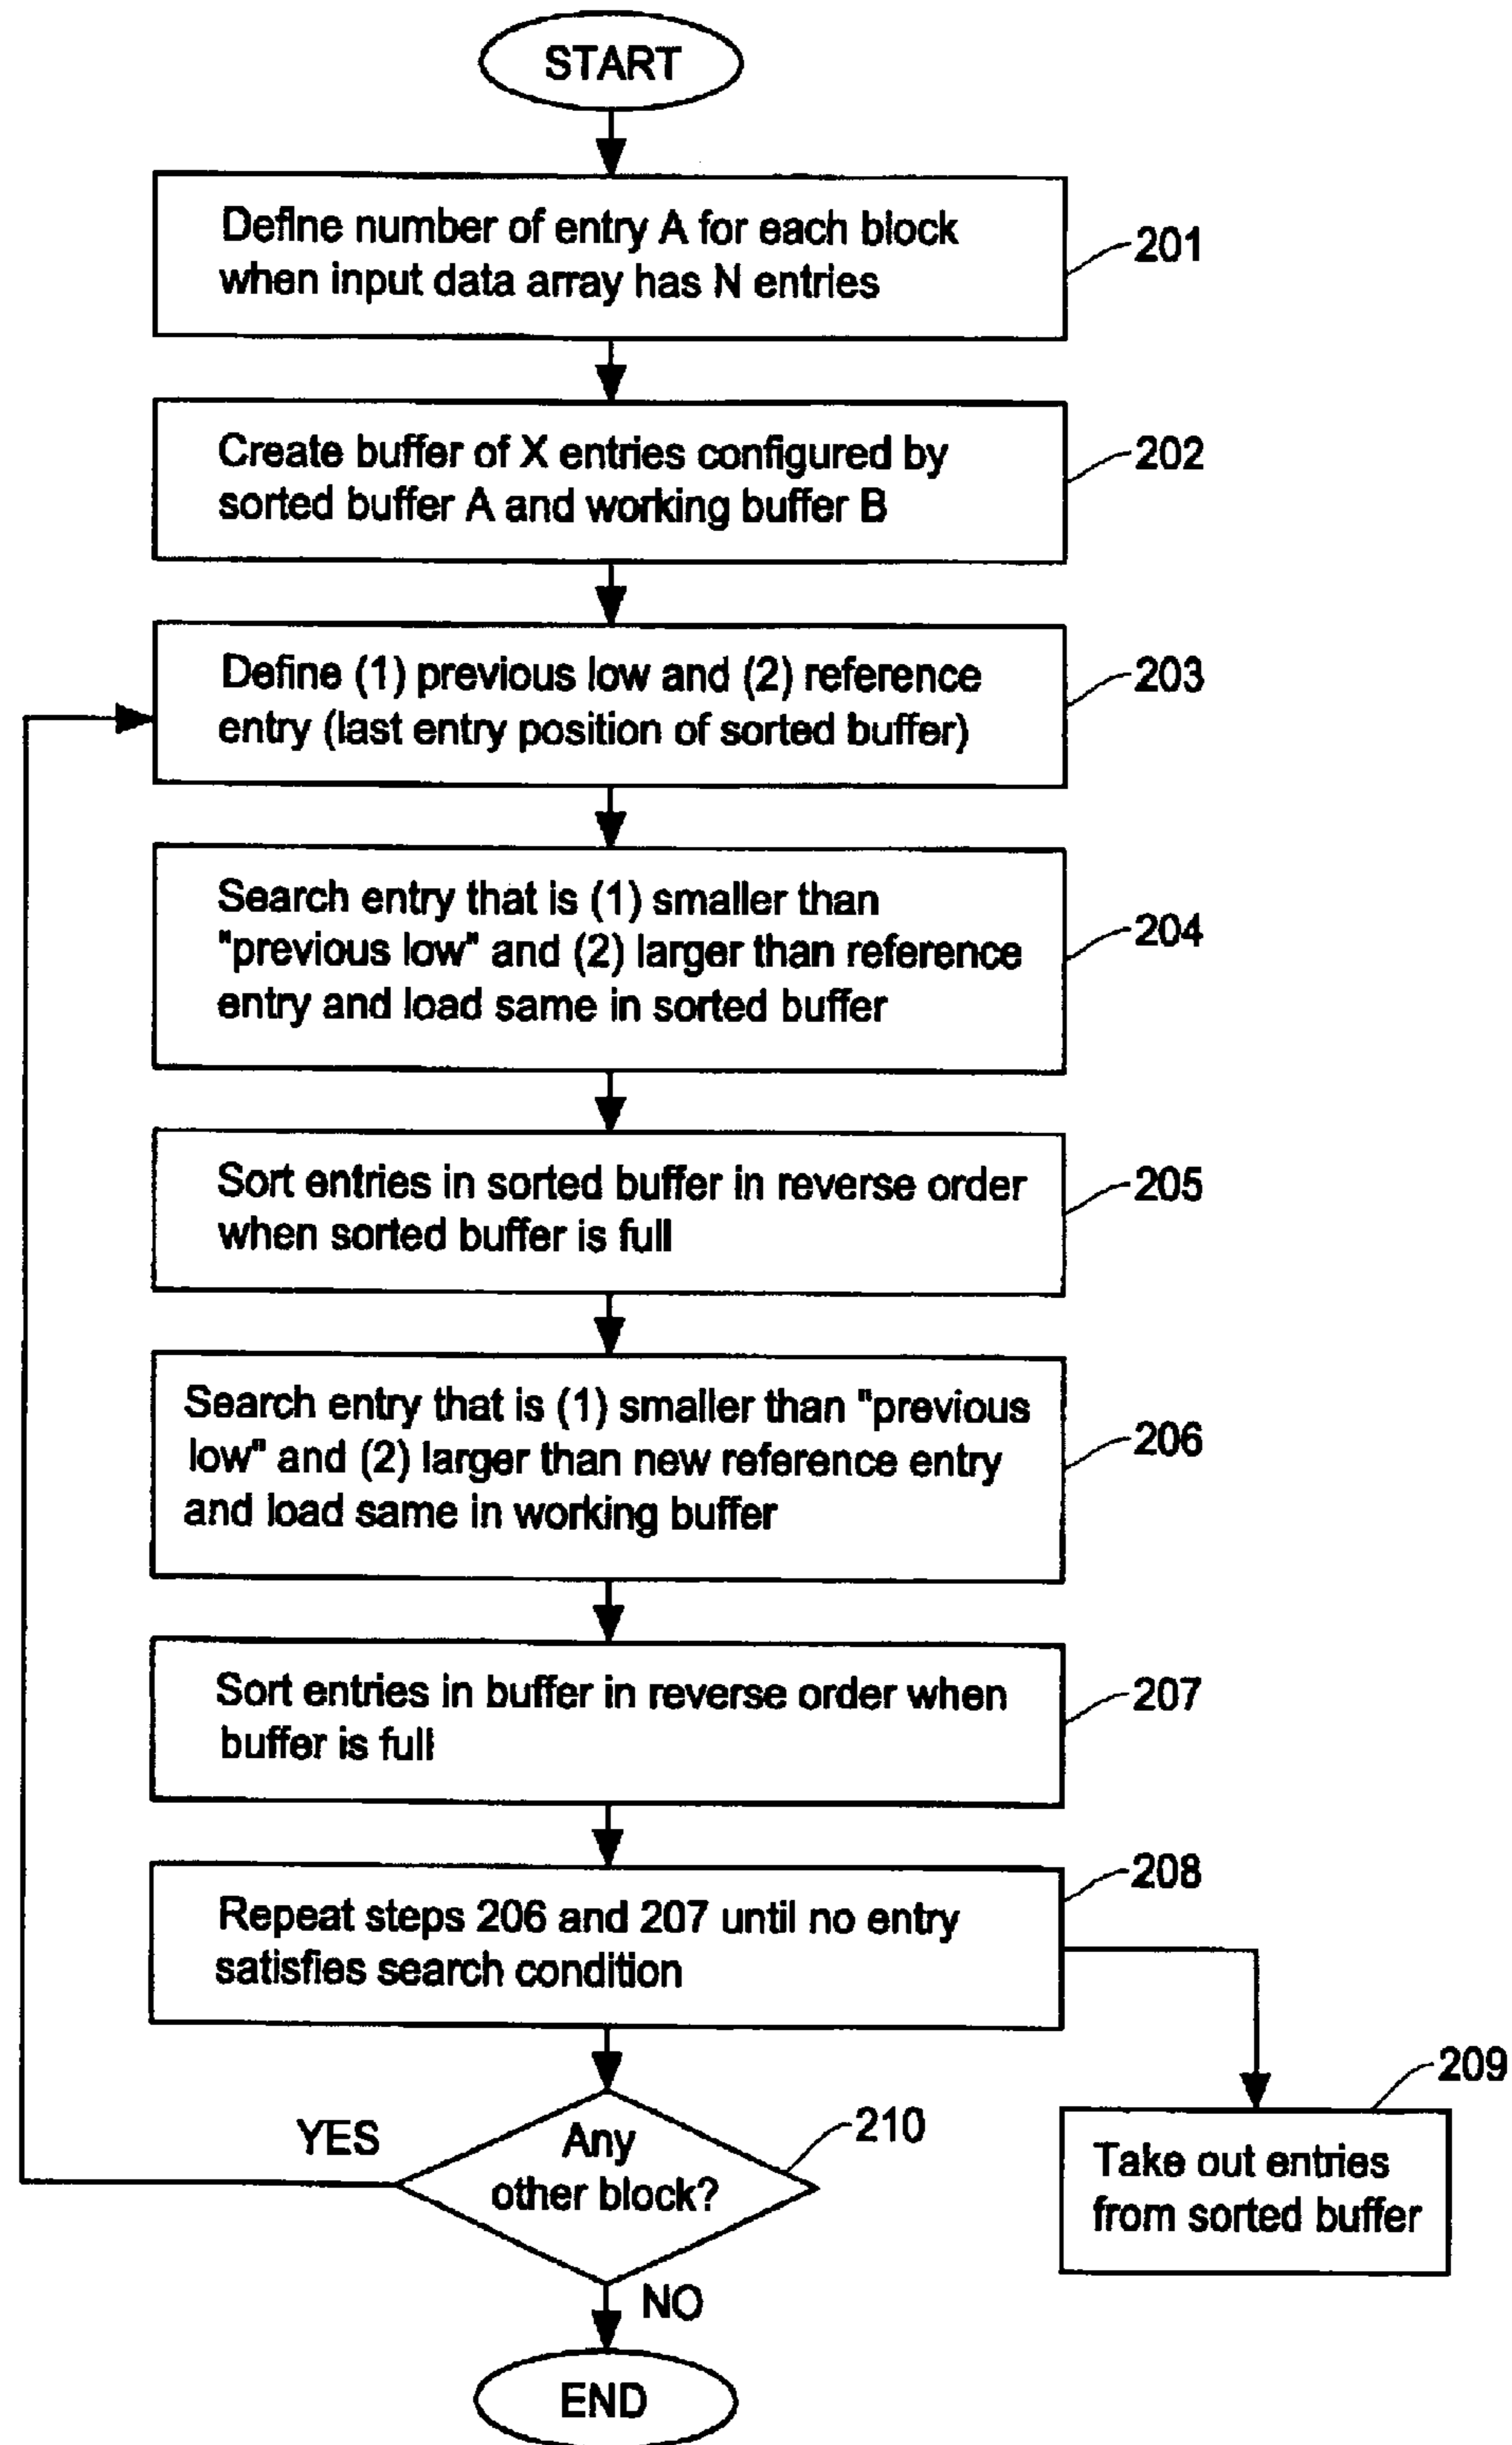 START
Define number of entry A for each block
when input data array has N entries
201
Create buffer of X entries configured by
sorted buffer A and working buffer B
202
Define (1) previous low and (2) reference
entry (last entry position of sorted buffer)
203
Search entry that is (1) smaller than
"previous low" and (2) larger than reference
entry and load same in sorted buffer
204
Sort entries in sorted buffer in reverse order
when sorted buffer is full
205
Search entry that is (1) smaller than "previous
low" and (2) larger than new reference entry
and load same in working buffer
206
Sort entries in buffer in reverse order when
buffer is full
207
Repeat steps 206 and 207 until no entry
satisfies search condition
208
Take out entries
from sorted buffer
209
Any
other block?
210
YES
NO
END